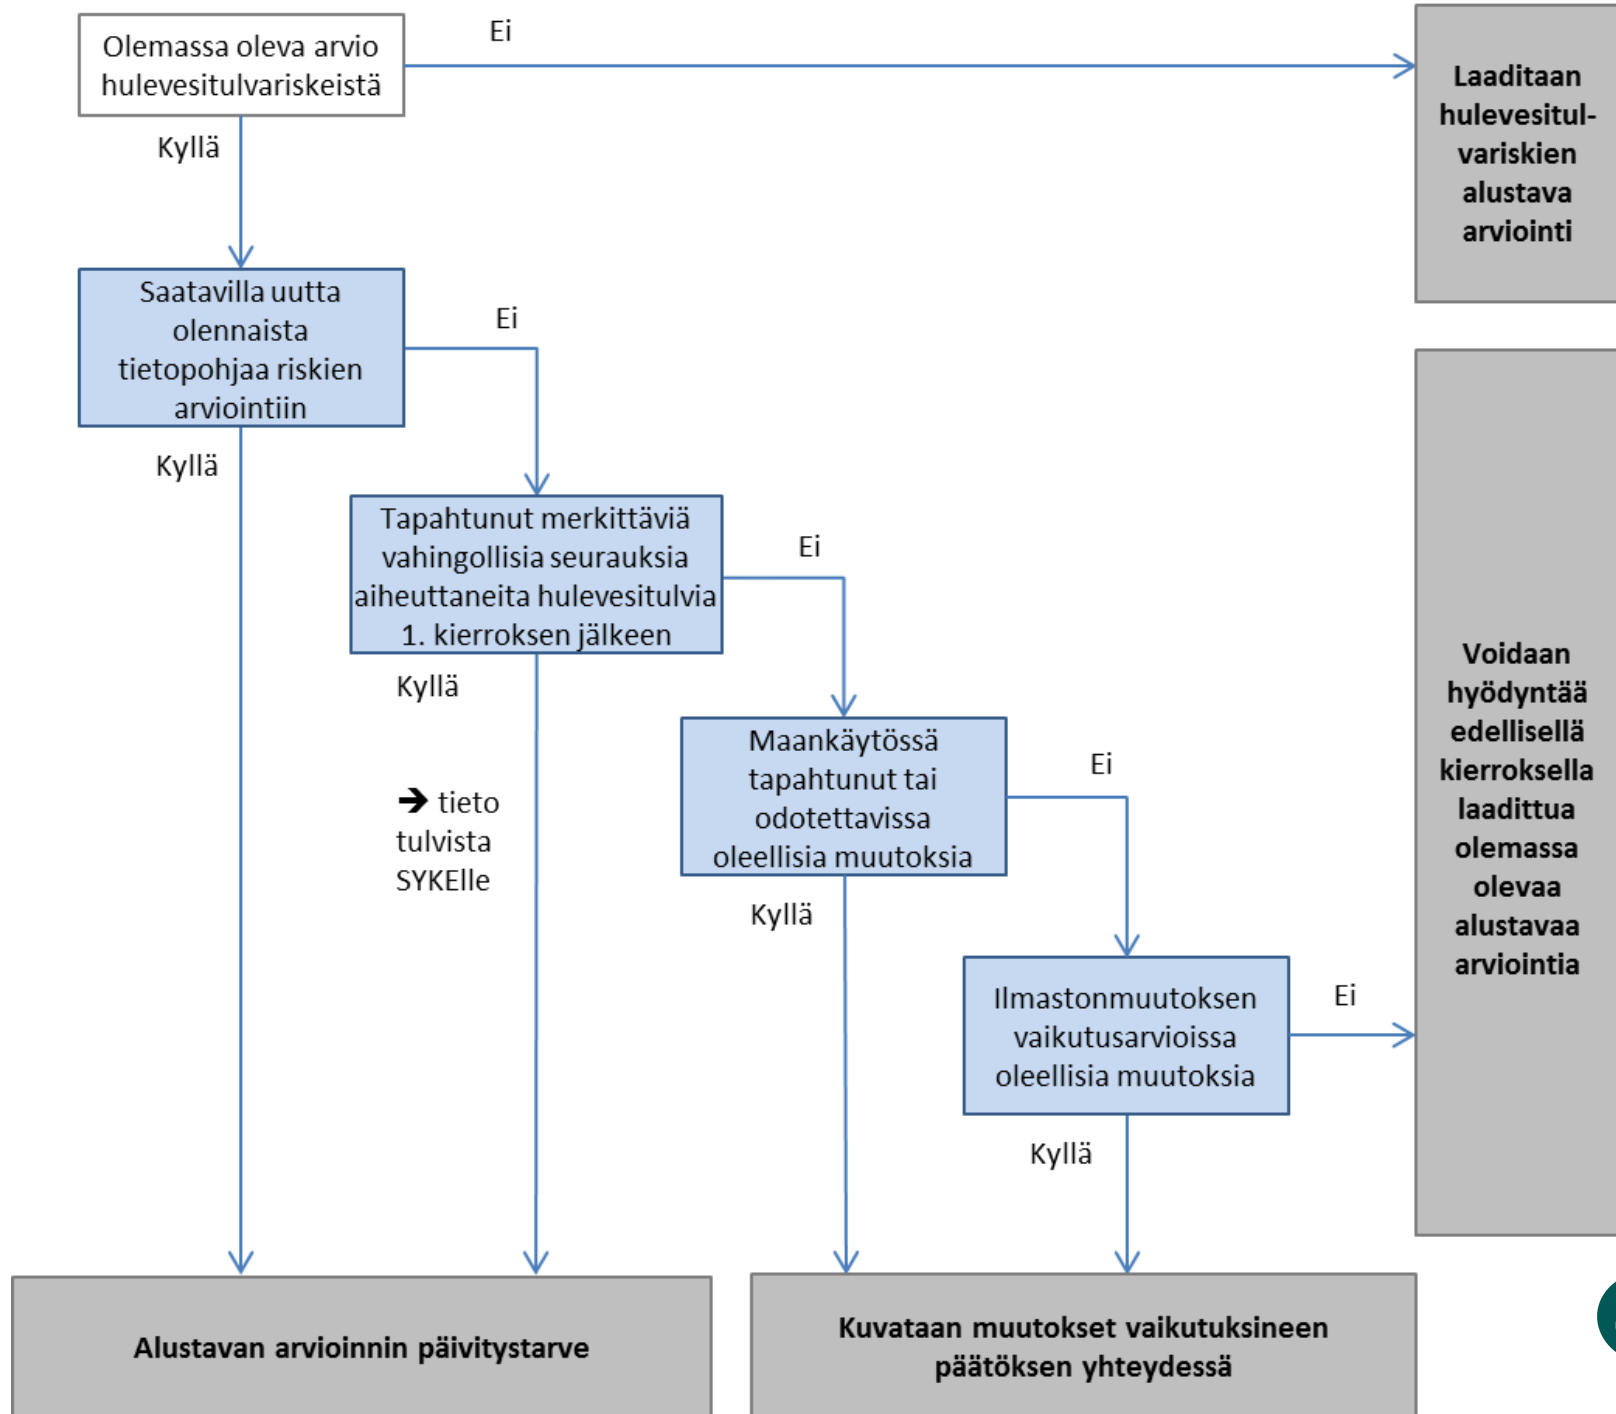 Olemassa oleva arvio
hulevesitulvariskeistä
Ei
Laaditaan
hulevesitul-
variskien
alustava
arviointi
Kyllä
Saatavilla uutta
olennaista
tietopohjaa riskien
arviointiin
Ei
Kyllä
Tapahtunut merkittäviä
vahingollisia seurauksia
aiheuttaneita hulevesitulvia
1. kierroksen jälkeen
Ei
Kyllä
➔ tieto
tulvista
SYKElle
Maankäytössä
tapahtunut tai
odotettavissa
oleellisia muutoksia
Ei
Kyllä
Ilmastonmuutoksen
vaikutusarvioissa
oleellisia muutoksia
Ei
Kyllä
Voidaan
hyödyntää
edellisellä
kierroksella
laadittua
olemassa
olevaa
alustavaa
arviointia
Alustavan arvioinnin päivitystarve
Kuvataan muutokset vaikutuksineen
päätöksen yhteydessä